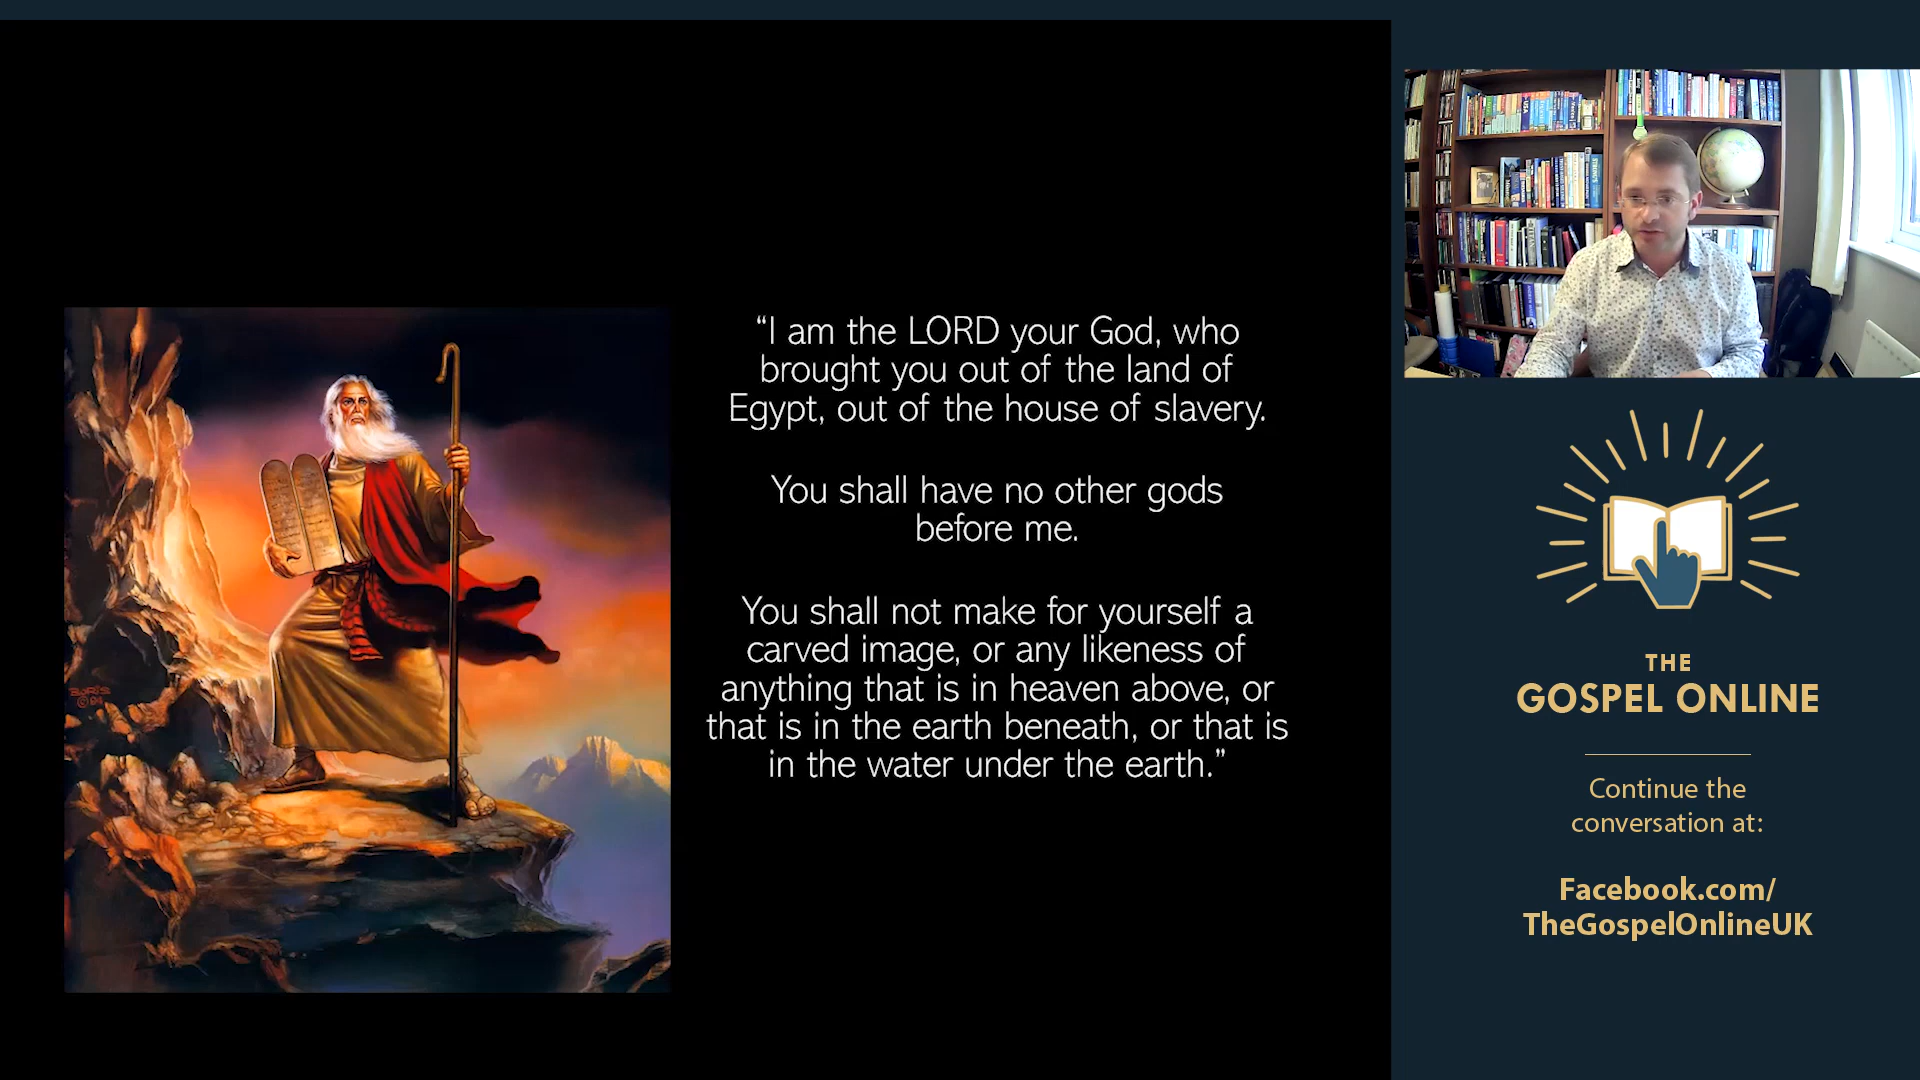 “I am the LORD your God, who
brought you out of the land of
Egypt, out of the house of slavery.
You shall have no other gods
before me.
You shall not make for yourself a
carved image, or any likeness of
anything that is in heaven above, or
that is in the earth beneath, or that is
in the water under the earth.”
BORIS
©94
THE
GOSPEL ONLINE
Continue the
conversation at:
Facebook.com/
TheGospelOnlineUK